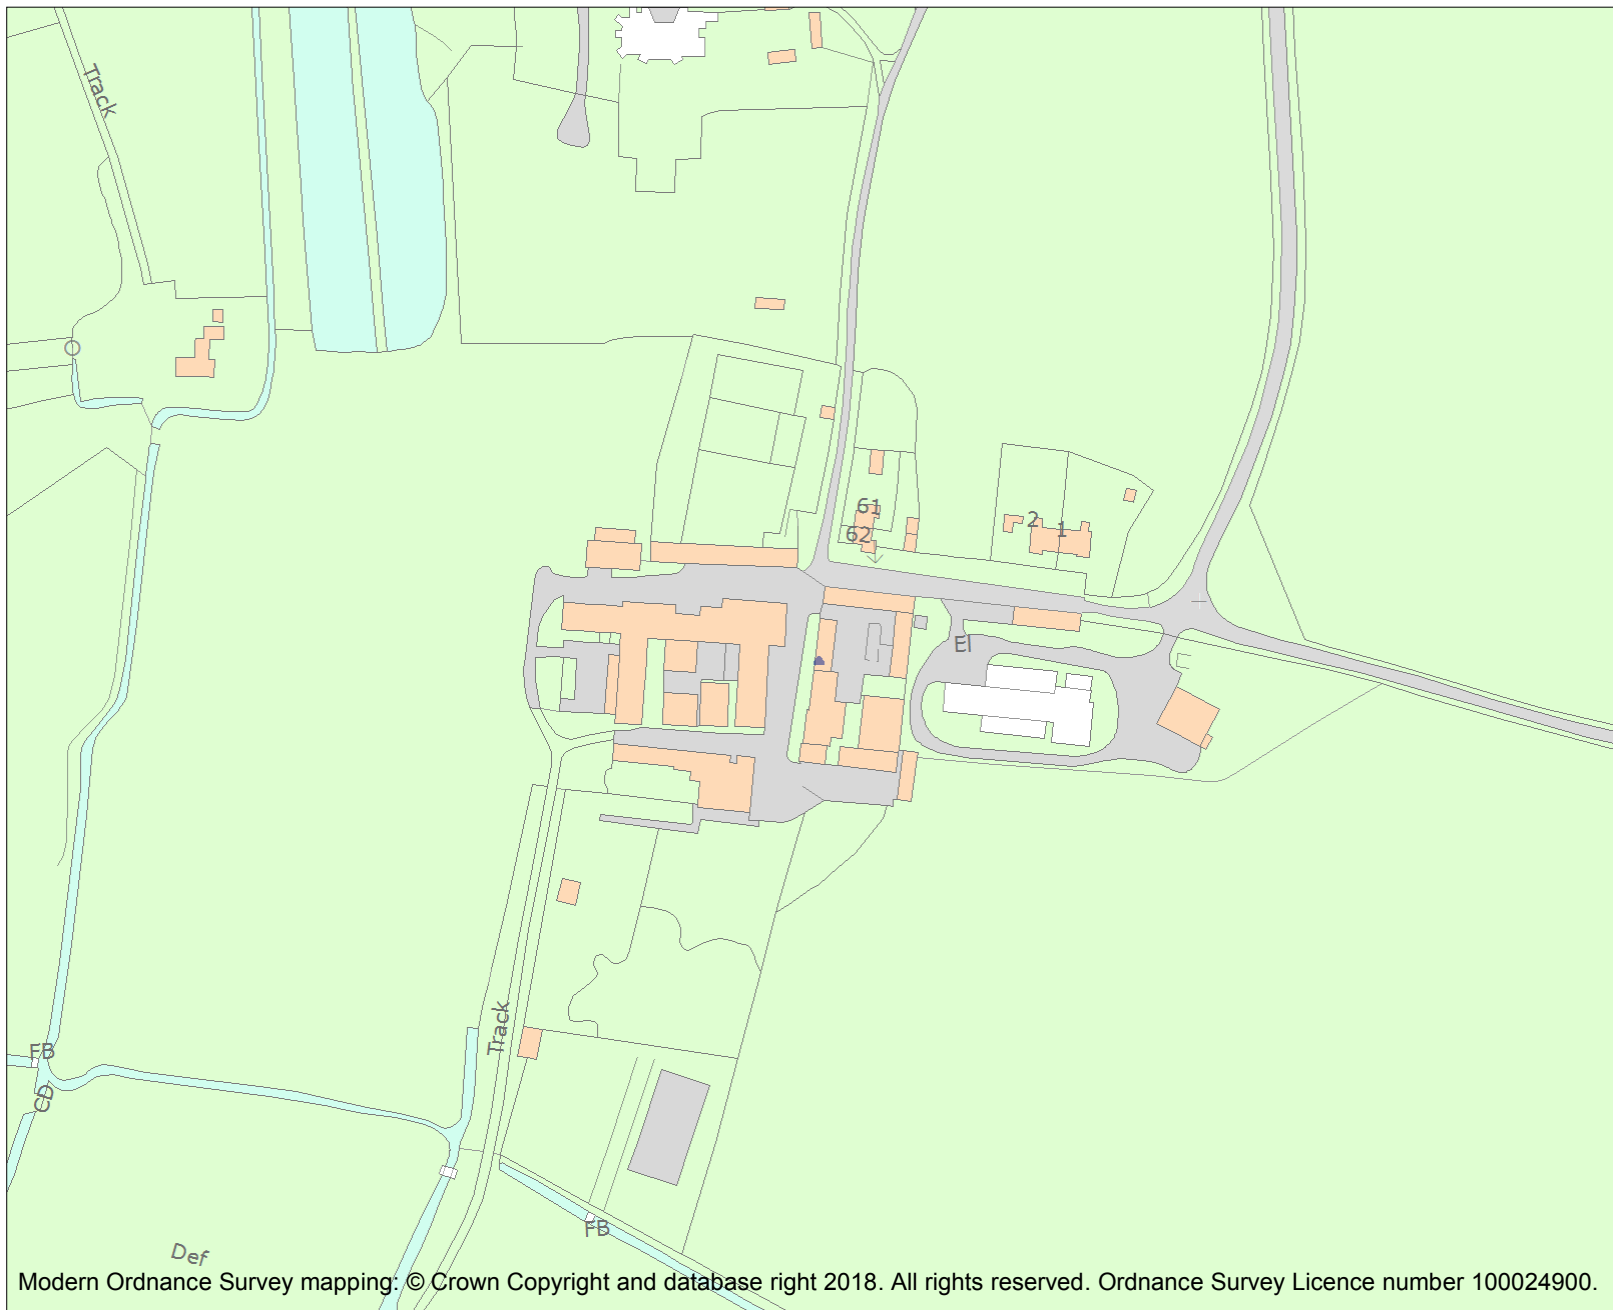 Track
61
62
2
1
El
Track
FB
CD
FB
Def
Modern Ordnance Survey mapping: © Crown Copyright and database right 2018. All rights reserved. Ordnance Survey Licence number 100024900.